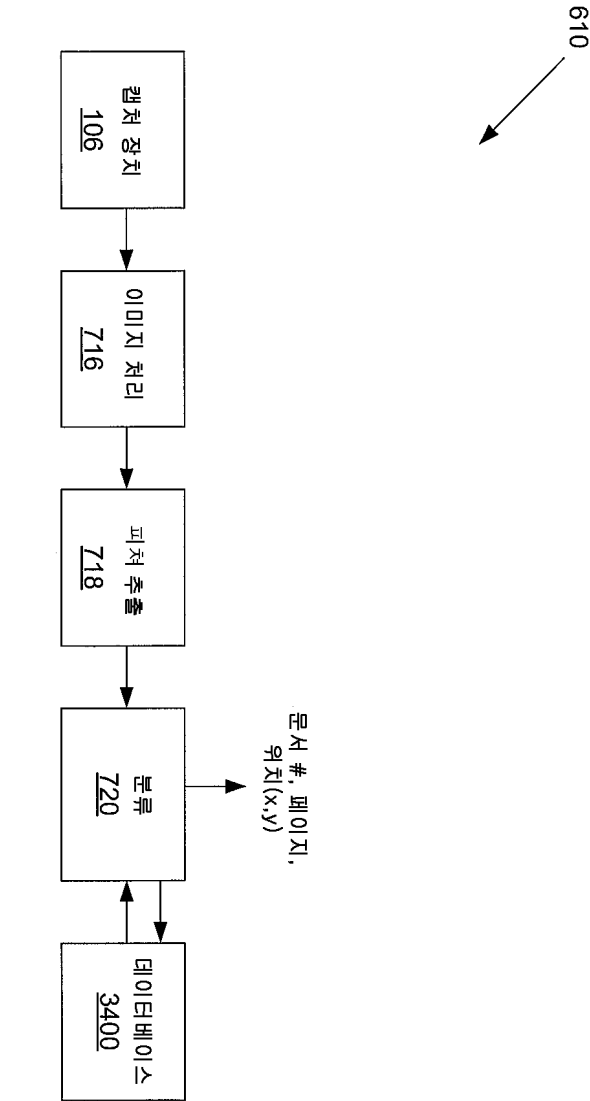 610
캡처 장치
106
이미지 처리
716
피쳐 추출
718
분류
720
문서 #, 페이지,
위치(x,y)
데이터베이스
3400